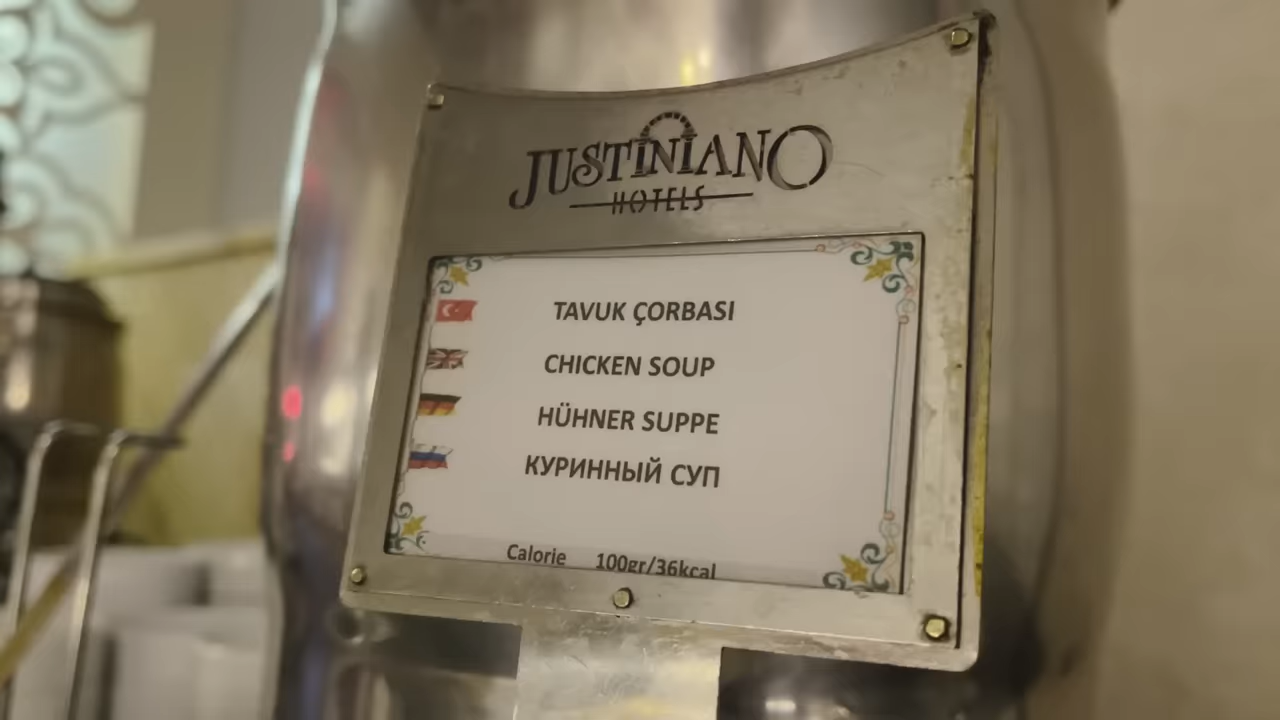 JUSTINIANO
HOTELS
TAVUK ÇORBASI
CHICKEN SOUP
HÜHNER SUPPE
КУРИННЫЙ СУП
Calorie 100gr/36kcal